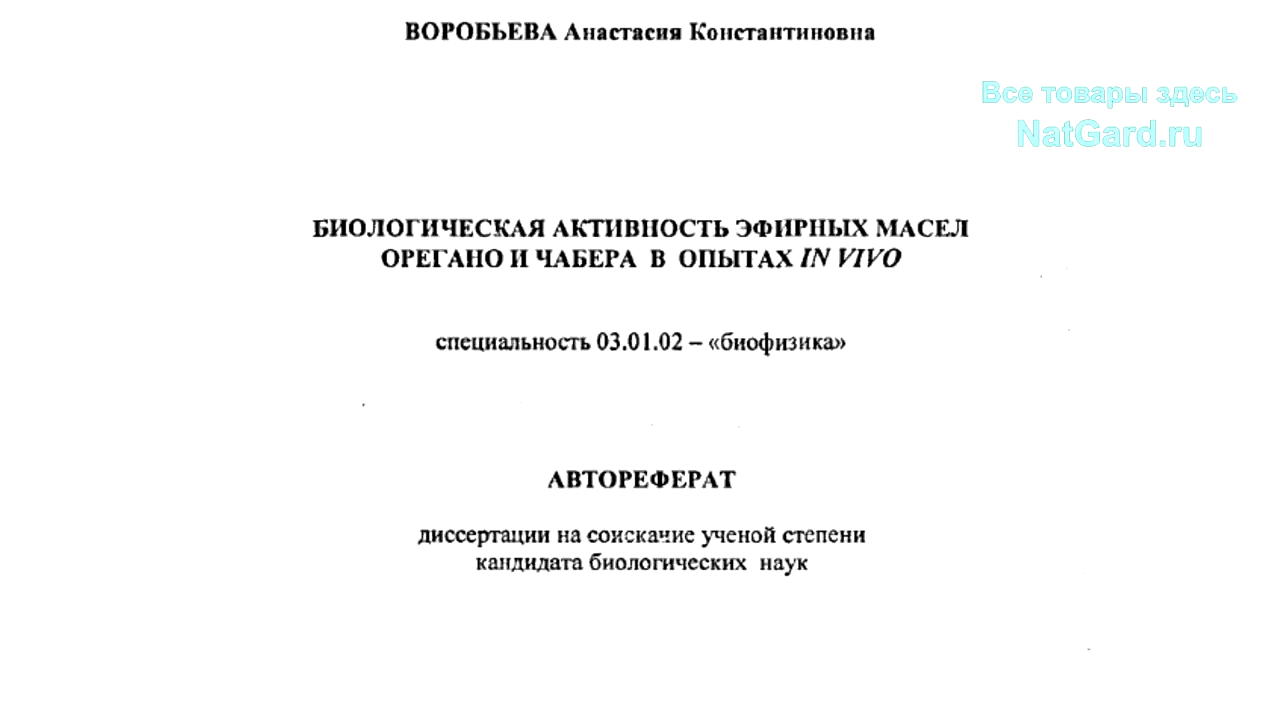 ВОРОБЬЕВА Анастасия Константиновна
Все товары здесь
NatGard.ru
БИОЛОГИЧЕСКАЯ АКТИВНОСТЬ ЭФИРНЫХ МАСЕЛ
ОРЕГАНО И ЧАБЕРА В ОПЫТАХ IN VIVO
специальность 03.01.02 – «биофизика»
АВТОРЕФЕРАТ
диссертации на соискание ученой степени
кандидата биологических наук